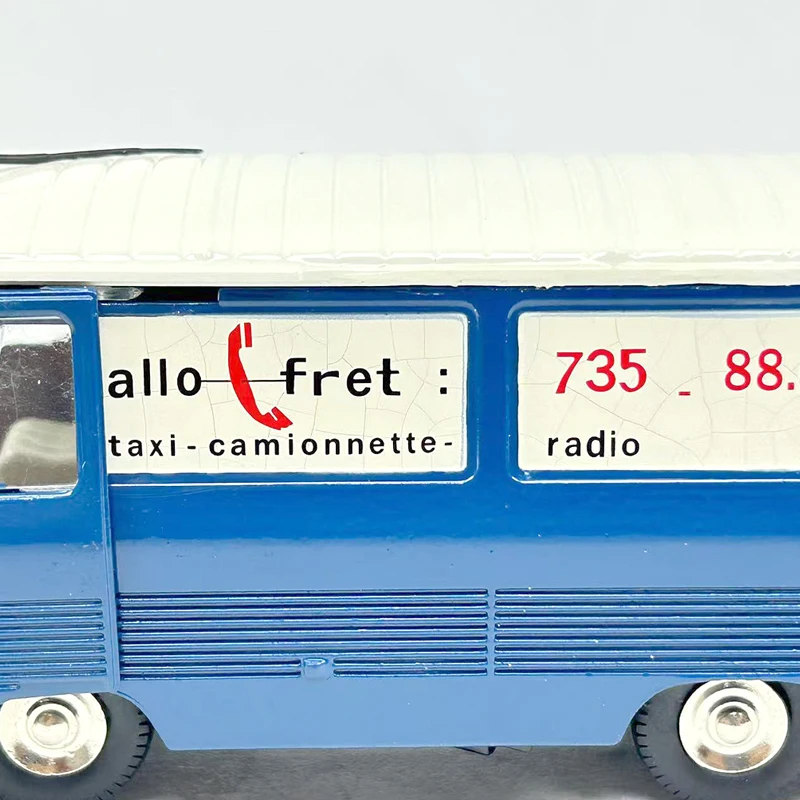 allo fret : 735 - 88.
taxi-camionnette- radio